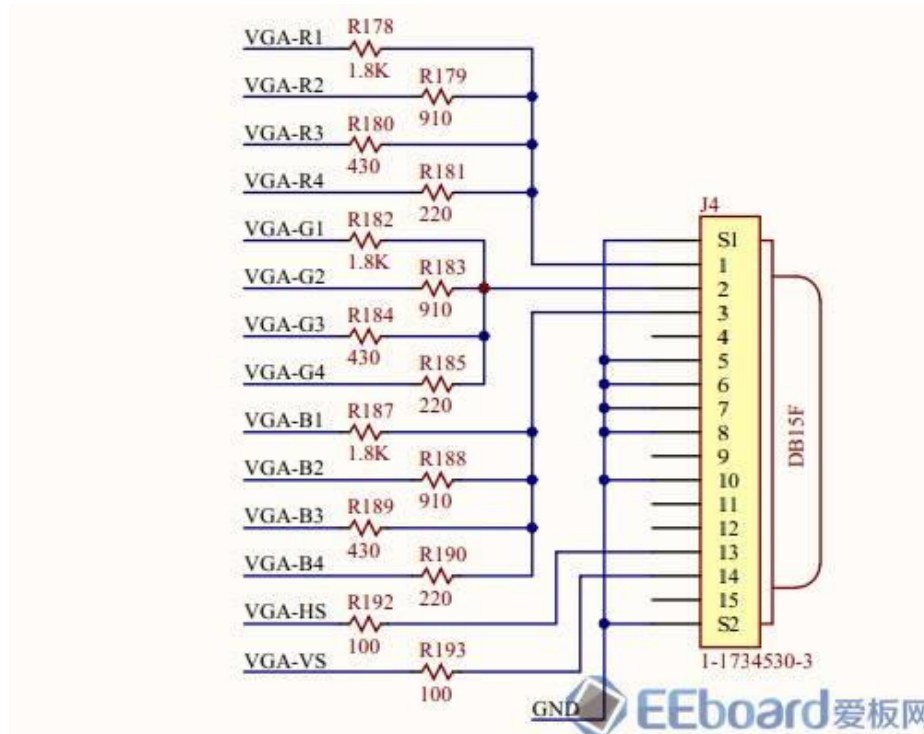 VGA-R1 R178 1.8K
VGA-R2 R179 910
VGA-R3 R180 430
VGA-R4 R181 220
VGA-G1 R182 1.8K
VGA-G2 R183 910
VGA-G3 R184 430
VGA-G4 R185 220
VGA-B1 R187 1.8K
VGA-B2 R188 910
VGA-B3 R189 430
VGA-B4 R190 220
VGA-HS R192 100
VGA-VS R193 100
J4
S1
1
2
3
4
5
6
7
8
9
10
11
12
13
14
15
S2
DB15F
1-1734530-3
GND
EEboard爱板网